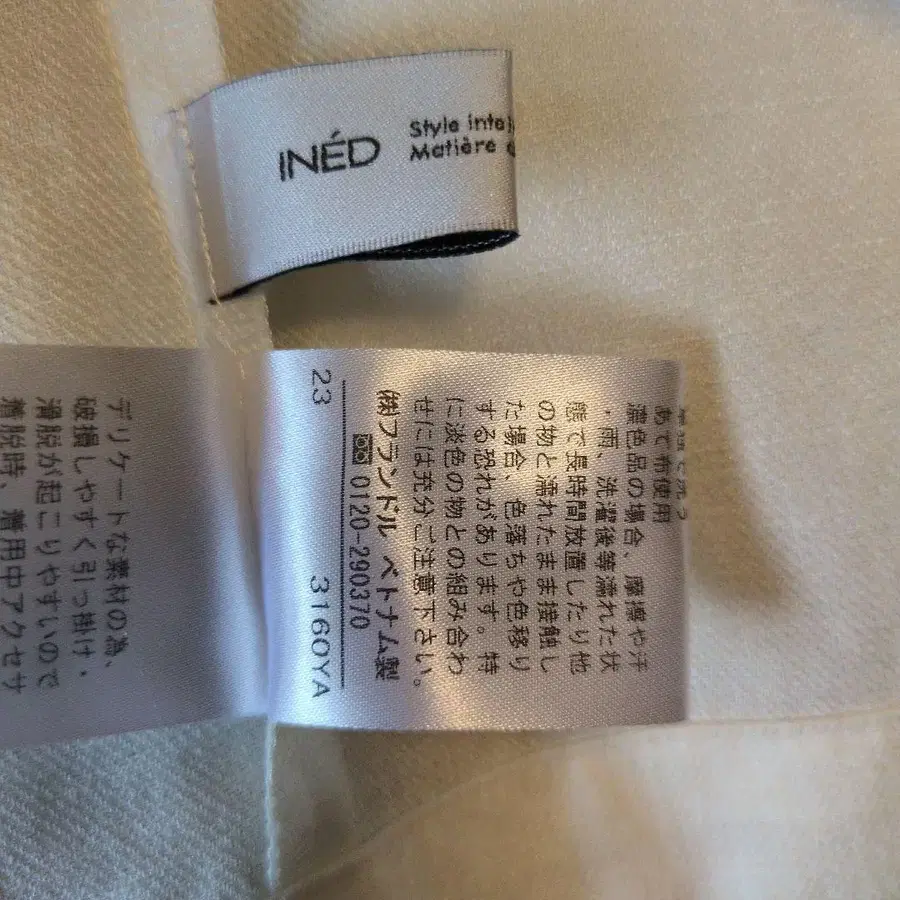 INÉD
Style
Matière
あて布使用
濃色品の場合、摩擦や汗
・雨、洗濯後等濡れた状
態で長時間放置したり他
の物と濡れたまま接触し
た場合、色落ちや色移り
する恐れがあります。特
に淡色の物との組み合わ
せには充分ご注意下さい。
㈱フランドル ベトナム製
0120-290370
23 3160YA
デリケートな素材の為、
破損しやすく引っ掛け・
滑脱が起こりやすいので
着脱時、着用中アクセサ